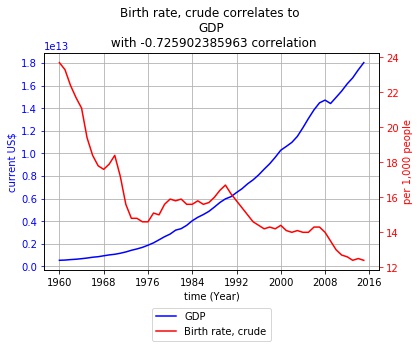 Birth rate, crude correlates to
GDP
with -0.725902385963 correlation
1e13
1.8
1.6
1.4
1.2
1.0
0.8
0.6
0.4
0.2
0.0
current US$
24
22
20
18
16
14
12
per 1,000 people
1960 1968 1976 1984 1992 2000 2008 2016
time (Year)
GDP
Birth rate, crude